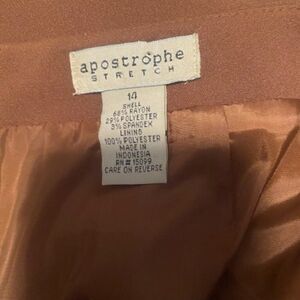 apostrophe
STRETCH
14
SHELL
68% RAYON
29% POLYESTER
3% SPANDEX
LINING
100% POLYESTER
MADE IN
INDONESIA
RN# 15099
CARE ON REVERSE